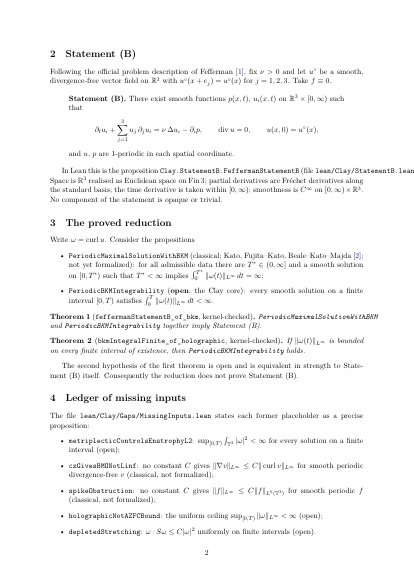 2 Statement (B)
Following the official problem description of Fefferman [1], fix ν > 0 and let u° be a smooth,
divergence-free vector field on ℝ³ with u°(x + e_j) = u°(x) for j = 1, 2, 3. Take f ≡ 0.
Statement (B). There exist smooth functions p(x, t), u_i(x, t) on ℝ³ × [0, ∞) such
that
∂_t u_i + ∑_{j=1}^{3} u_j ∂_j u_i = ν Δu_i − ∂_i p, div u = 0, u(x, 0) = u°(x),
and u, p are 1-periodic in each spatial coordinate.
In Lean this is the proposition Clay.StatementB.FeffermanStatementB (file lean/Clay/StatementB.lean
Space is ℝ³ realised as Euclidean space on Fin 3; partial derivatives are Fréchet derivatives along
the standard basis; the time derivative is taken within [0, ∞); smoothness is C^∞ on [0, ∞) × ℝ³.
No component of the statement is opaque or trivial.
3 The proved reduction
Write ω = curl u. Consider the propositions
• PeriodicMaximalSolutionWithBKM (classical; Kato, Fujita–Kato, Beale–Kato–Majda [2];
not yet formalized): for all admissible data there are T* ∈ (0, ∞] and a smooth solution
on [0, T*) such that T* < ∞ implies ∫_0^{T*} ‖ω(t)‖_{L^∞} dt = ∞;
• PeriodicBKMIntegrability (open; the Clay core): every smooth solution on a finite
interval [0, T) satisfies ∫_0^T ‖ω(t)‖_{L^∞} dt < ∞.
Theorem 1 (feffermanStatementB_of_bkm, kernel-checked). PeriodicMaximalSolutionWithBKM
and PeriodicBKMIntegrability together imply Statement (B).
Theorem 2 (bkmIntegralFinite_of_holographic, kernel-checked). If ‖ω(t)‖_{L^∞} is bounded
on every finite interval of existence, then PeriodicBKMIntegrability holds.
The second hypothesis of the first theorem is open and is equivalent in strength to State-
ment (B) itself. Consequently the reduction does not prove Statement (B).
4 Ledger of missing inputs
The file lean/Clay/Gaps/MissingInputs.lean states each former placeholder as a precise
proposition:
• metriplecticControlsEnstrophyL2: sup_{[0,T)} ∫_{𝕋³} |ω|² < ∞ for every solution on a finite
interval (open);
• czGivesBMDNotLinf: no constant C gives ‖∇v‖_{L^∞} ≤ C‖ curl v‖_{L^∞} for smooth periodic
divergence-free v (classical, not formalized);
• spikeObstruction: no constant C gives ‖f‖_{L^∞} ≤ C‖f‖_{L²(𝕋³)} for smooth periodic f
(classical, not formalized);
• holographicNotAZFCBound: the uniform ceiling sup_{[0,T)} ‖ω‖_{L^∞} < ∞ (open);
• depletedStretching: ω · Sω ≤ C|ω|² uniformly on finite intervals (open).
2